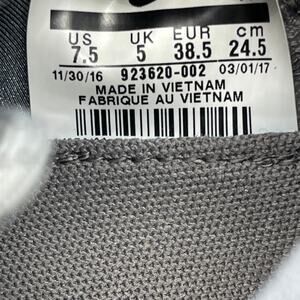 US UK EUR cm
7.5 5 38.5 24.5
11/30/16 923620-002 03/01/17
MADE IN VIETNAM
FABRIQUE AU VIETNAM